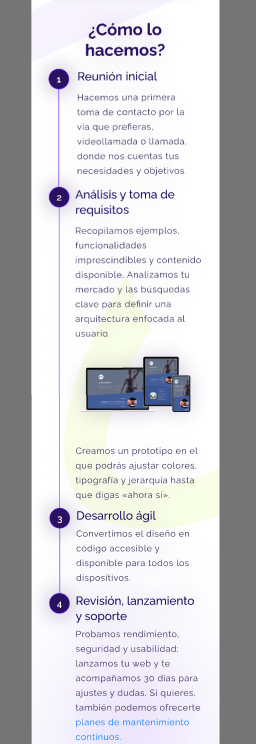 ¿Cómo lo
hacemos?
1
Reunión inicial
Hacemos una primera
toma de contacto por la
vía que prefieras,
videollamada o llamada,
donde nos cuentas tus
necesidades y objetivos.
2
Análisis y toma de
requisitos
Recopilamos ejemplos,
funcionalidades
imprescindibles y contenido
disponible. Analizamos tu
mercado y las búsquedas
clave para definir una
arquitectura enfocada al
usuario.
Creamos un prototipo en el
que podrás ajustar colores,
tipografía y jerarquía hasta
que digas «ahora sí».
3
Desarrollo ágil
Convertimos el diseño en
código accesible y
disponible para todos los
dispositivos.
4
Revisión, lanzamiento
y soporte
Probamos rendimiento,
seguridad y usabilidad;
lanzamos tu web y te
acompañamos 30 días para
ajustes y dudas. Si quieres,
también podemos ofrecerte
planes de mantenimiento
continuos.